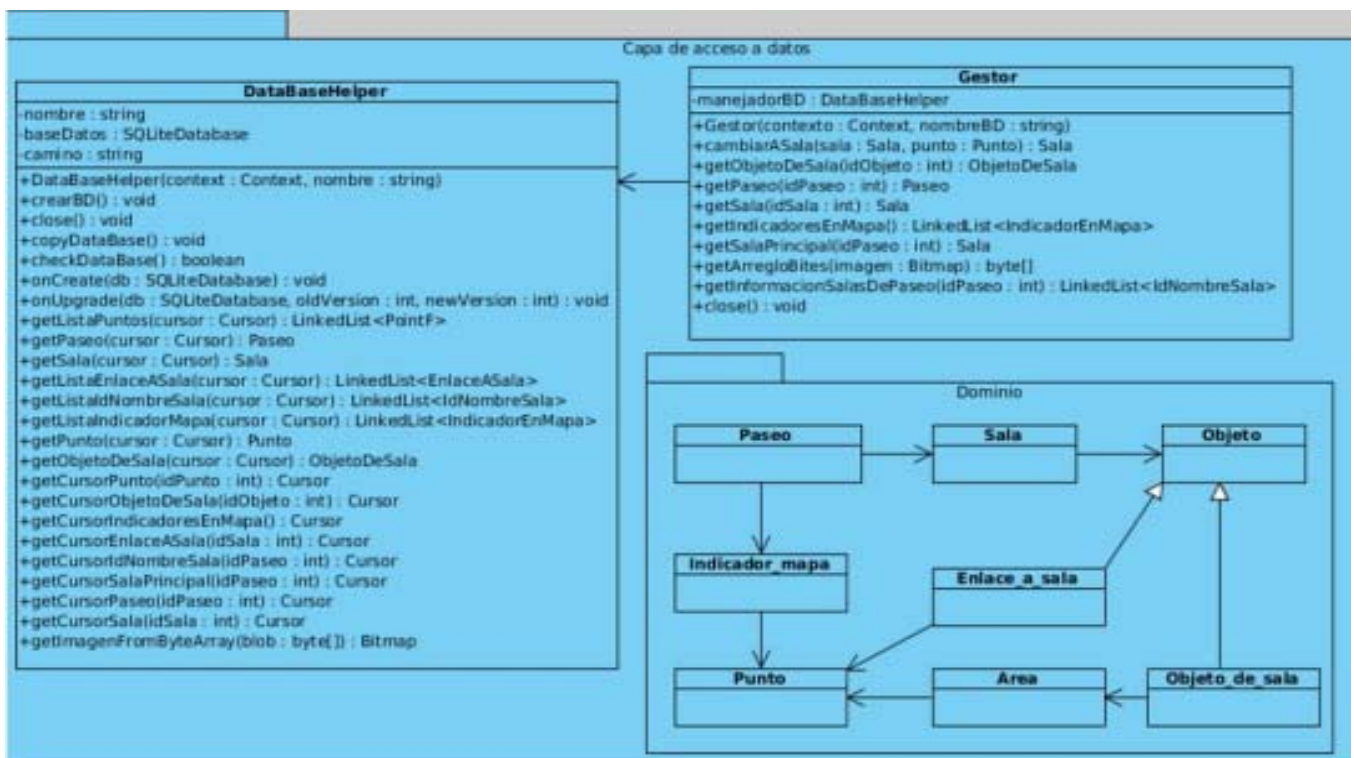 Capa de acceso a datos
DataBaseHelper
-nombre : string
-baseDatos : SQLiteDatabase
-camino : string
+DataBaseHelper(context : Context, nombre : string)
+crearBD() : void
+close() : void
+copyDataBase() : void
+checkDataBase() : boolean
+onCreate(db : SQLiteDatabase) : void
+onUpgrade(db : SQLiteDatabase, oldVersion : int, newVersion : int) : void
+getListaPuntos(cursor : Cursor) : LinkedList<PointF>
+getPaseo(cursor : Cursor) : Paseo
+getSala(cursor : Cursor) : Sala
+getListaEnlaceASala(cursor : Cursor) : LinkedList<EnlaceASala>
+getListaIdNombreSala(cursor : Cursor) : LinkedList<IdNombreSala>
+getListaIndicadorMapa(cursor : Cursor) : LinkedList<IndicadorEnMapa>
+getPunto(cursor : Cursor) : Punto
+getObjetoDeSala(cursor : Cursor) : ObjetoDeSala
+getCursorPunto(idPunto : int) : Cursor
+getCursorObjetoDeSala(idObjeto : int) : Cursor
+getCursorIndicadoresEnMapa() : Cursor
+getCursorEnlaceASala(idSala : int) : Cursor
+getCursorIdNombreSala(idPaseo : int) : Cursor
+getCursorSalaPrincipal(idPaseo : int) : Cursor
+getCursorPaseo(idPaseo : int) : Cursor
+getCursorSala(idSala : int) : Cursor
+getImagenFromByteArray(blob : byte[]) : Bitmap
Gestor
-manejadorBD : DataBaseHelper
+Gestor(contexto : Context, nombreBD : string)
+cambiarASala(sala : Sala, punto : Punto) : Sala
+getObjetoDeSala(idObjeto : int) : ObjetoDeSala
+getPaseo(idPaseo : int) : Paseo
+getSala(idSala : int) : Sala
+getIndicadoresEnMapa() : LinkedList<IndicadorEnMapa>
+getSalaPrincipal(idPaseo : int) : Sala
+getArregloBites(imagen : Bitmap) : byte[]
+getInformacionSalasDePaseo(idPaseo : int) : LinkedList<IdNombreSala>
+close() : void
Dominio
Paseo
Sala
Objeto
Indicador_mapa
Enlace_a_sala
Punto
Area
Objeto_de_sala